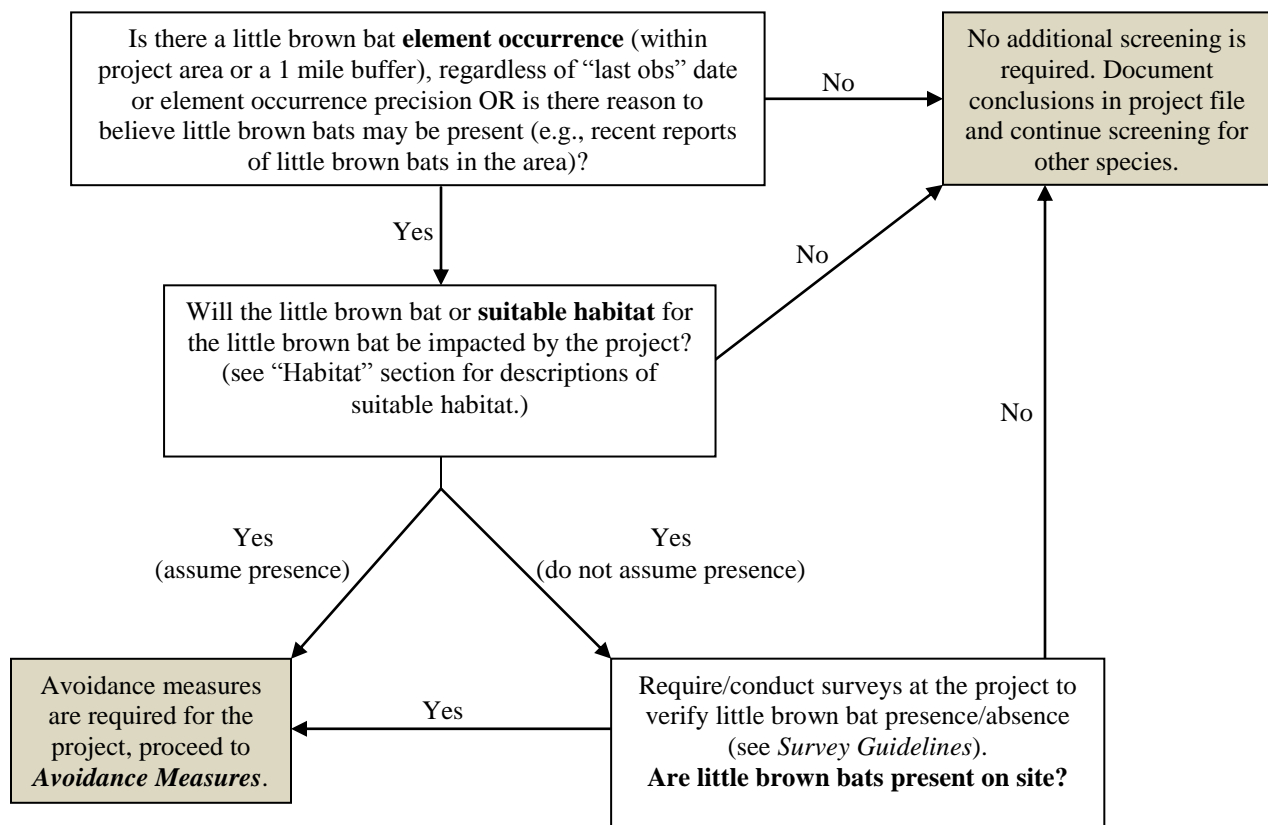 Is there a little brown bat element occurrence (within
project area or a 1 mile buffer), regardless of “last obs” date
or element occurrence precision OR is there reason to
believe little brown bats may be present (e.g., recent reports
of little brown bats in the area)?
No
No additional screening is
required. Document
conclusions in project file
and continue screening for
other species.
Yes
No
Will the little brown bat or suitable habitat for
the little brown bat be impacted by the project?
(see “Habitat” section for descriptions of
suitable habitat.)
No
Yes
(assume presence)
Yes
(do not assume presence)
Avoidance measures
are required for the
project, proceed to
Avoidance Measures.
Yes
Require/conduct surveys at the project to
verify little brown bat presence/absence
(see Survey Guidelines).
Are little brown bats present on site?